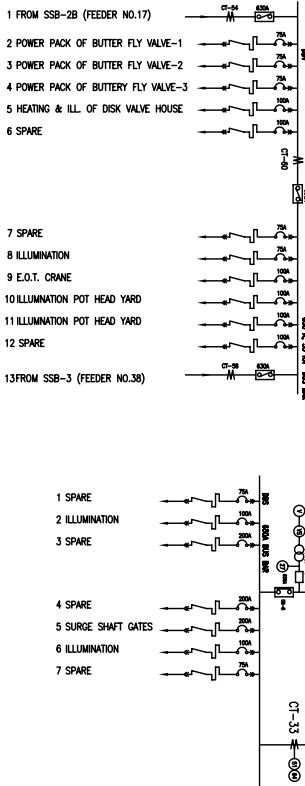 1 FROM SSB-2B (FEEDER NO.17) CT-54 630A
75A
2 POWER PACK OF BUTTER FLY VALVE-1
75A
3 POWER PACK OF BUTTER FLY VALVE-2
75A
4 POWER PACK OF BUTTERY FLY VALVE-3
100A
5 HEATING & ILL. OF DISK VALVE HOUSE
100A
6 SPARE
CT-60
75A
7 SPARE
75A
8 ILLUMINATION
100A
9 E.O.T. CRANE
100A
10 ILLUMNATION POT HEAD YARD
100A
11 ILLUMNATION POT HEAD YARD
100A
12 SPARE
13 FROM SSB-3 (FEEDER NO.38) CT-56 630A
75A
1 SPARE
100A
2 ILLUMINATION
200A
3 SPARE
630A BUS BAR
V
27
200A
4 SPARE
200A
5 SURGE SHAFT GATES
100A
6 ILLUMINATION
75A
7 SPARE
CT-33